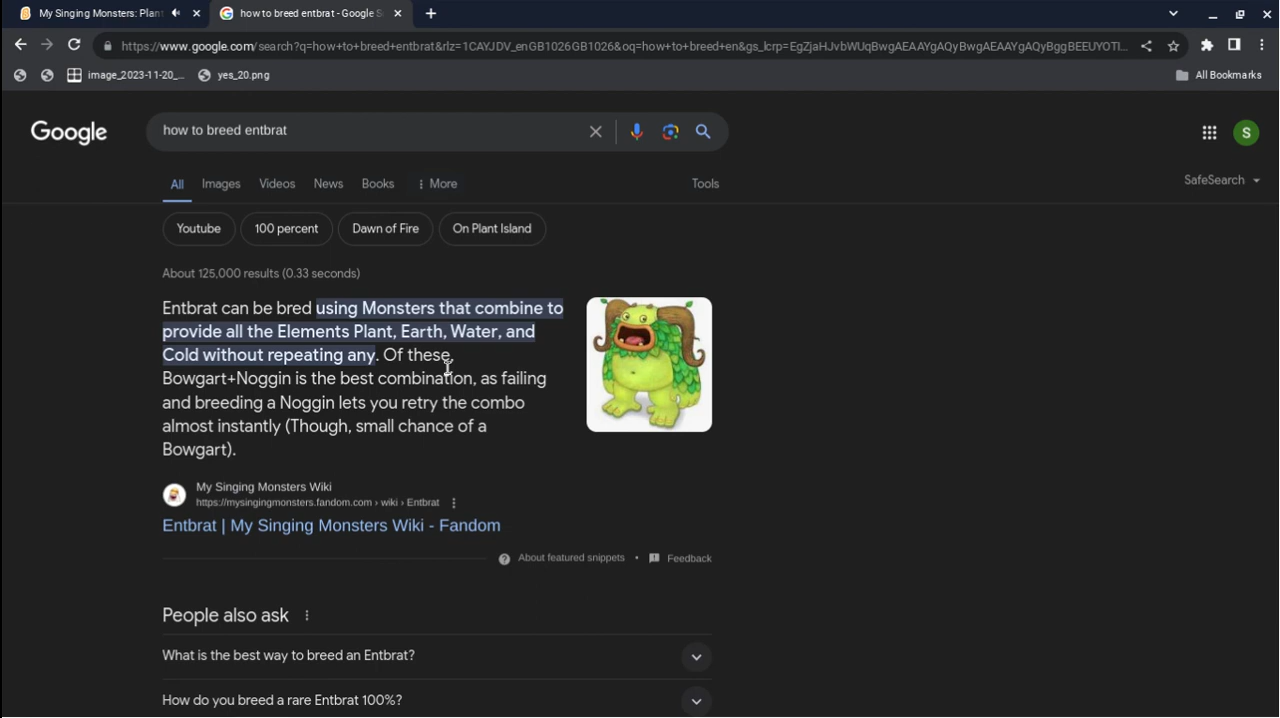 My Singing Monsters: Plant
how to breed entbrat - Google S
https://www.google.com/search?q=how+to+breed+entbrat&rlz=1CAYJDV_enGB1026GB1026&oq=how+to+breed+en&gs_lcrp=EgZjaHJvbWUqBwgAEAAYgAQyBwgAEAAYgAQyBggBEEUYOTI...
image_2023-11-20_...
yes_20.png
All Bookmarks
Google
how to breed entbrat
S
All
Images
Videos
News
Books
More
Tools
SafeSearch
Youtube
100 percent
Dawn of Fire
On Plant Island
About 125,000 results (0.33 seconds)
Entbrat can be bred using Monsters that combine to
provide all the Elements Plant, Earth, Water, and
Cold without repeating any. Of these,
Bowgart+Noggin is the best combination, as failing
and breeding a Noggin lets you retry the combo
almost instantly (Though, small chance of a
Bowgart).
My Singing Monsters Wiki
https://mysingingmonsters.fandom.com › wiki › Entbrat
Entbrat | My Singing Monsters Wiki - Fandom
About featured snippets • Feedback
People also ask
What is the best way to breed an Entbrat?
How do you breed a rare Entbrat 100%?